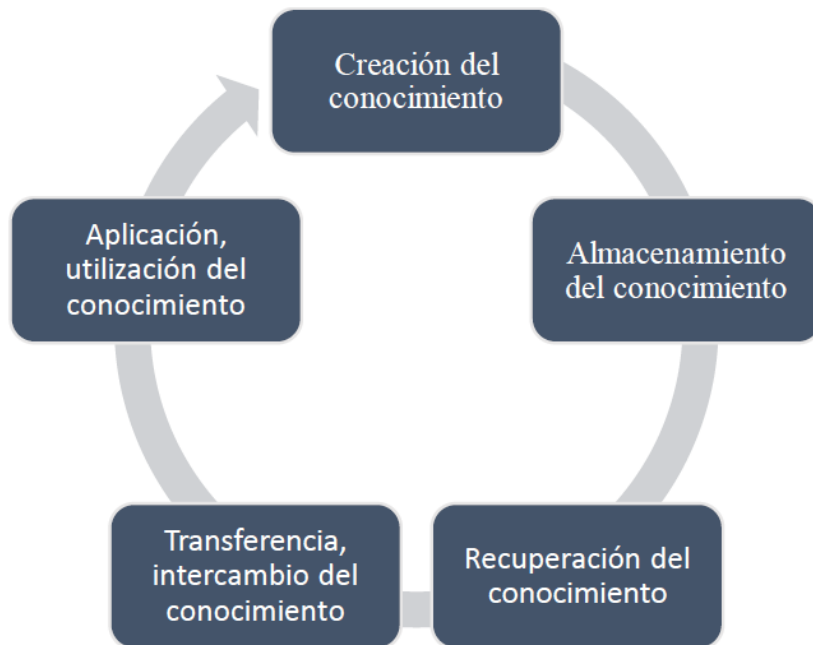 Creación del
conocimiento
Almacenamiento
del conocimiento
Recuperación del
conocimiento
Transferencia,
intercambio del
conocimiento
Aplicación,
utilización del
conocimiento